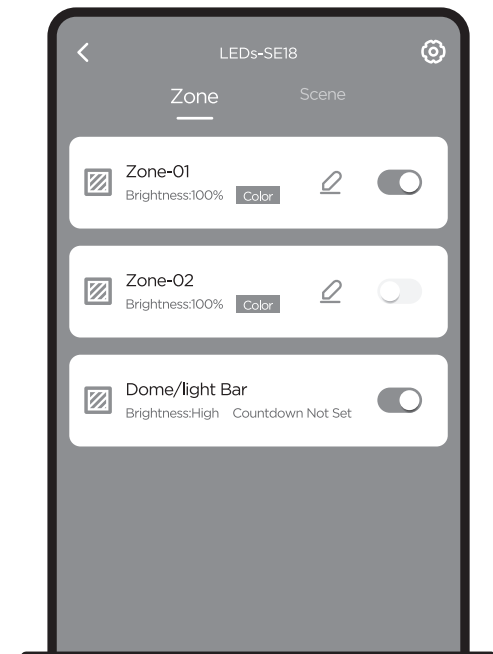 LEDs-SE18
Zone Scene
Zone-01
Brightness:100% Color
Zone-02
Brightness:100% Color
Dome/light Bar
Brightness:High Countdown Not Set